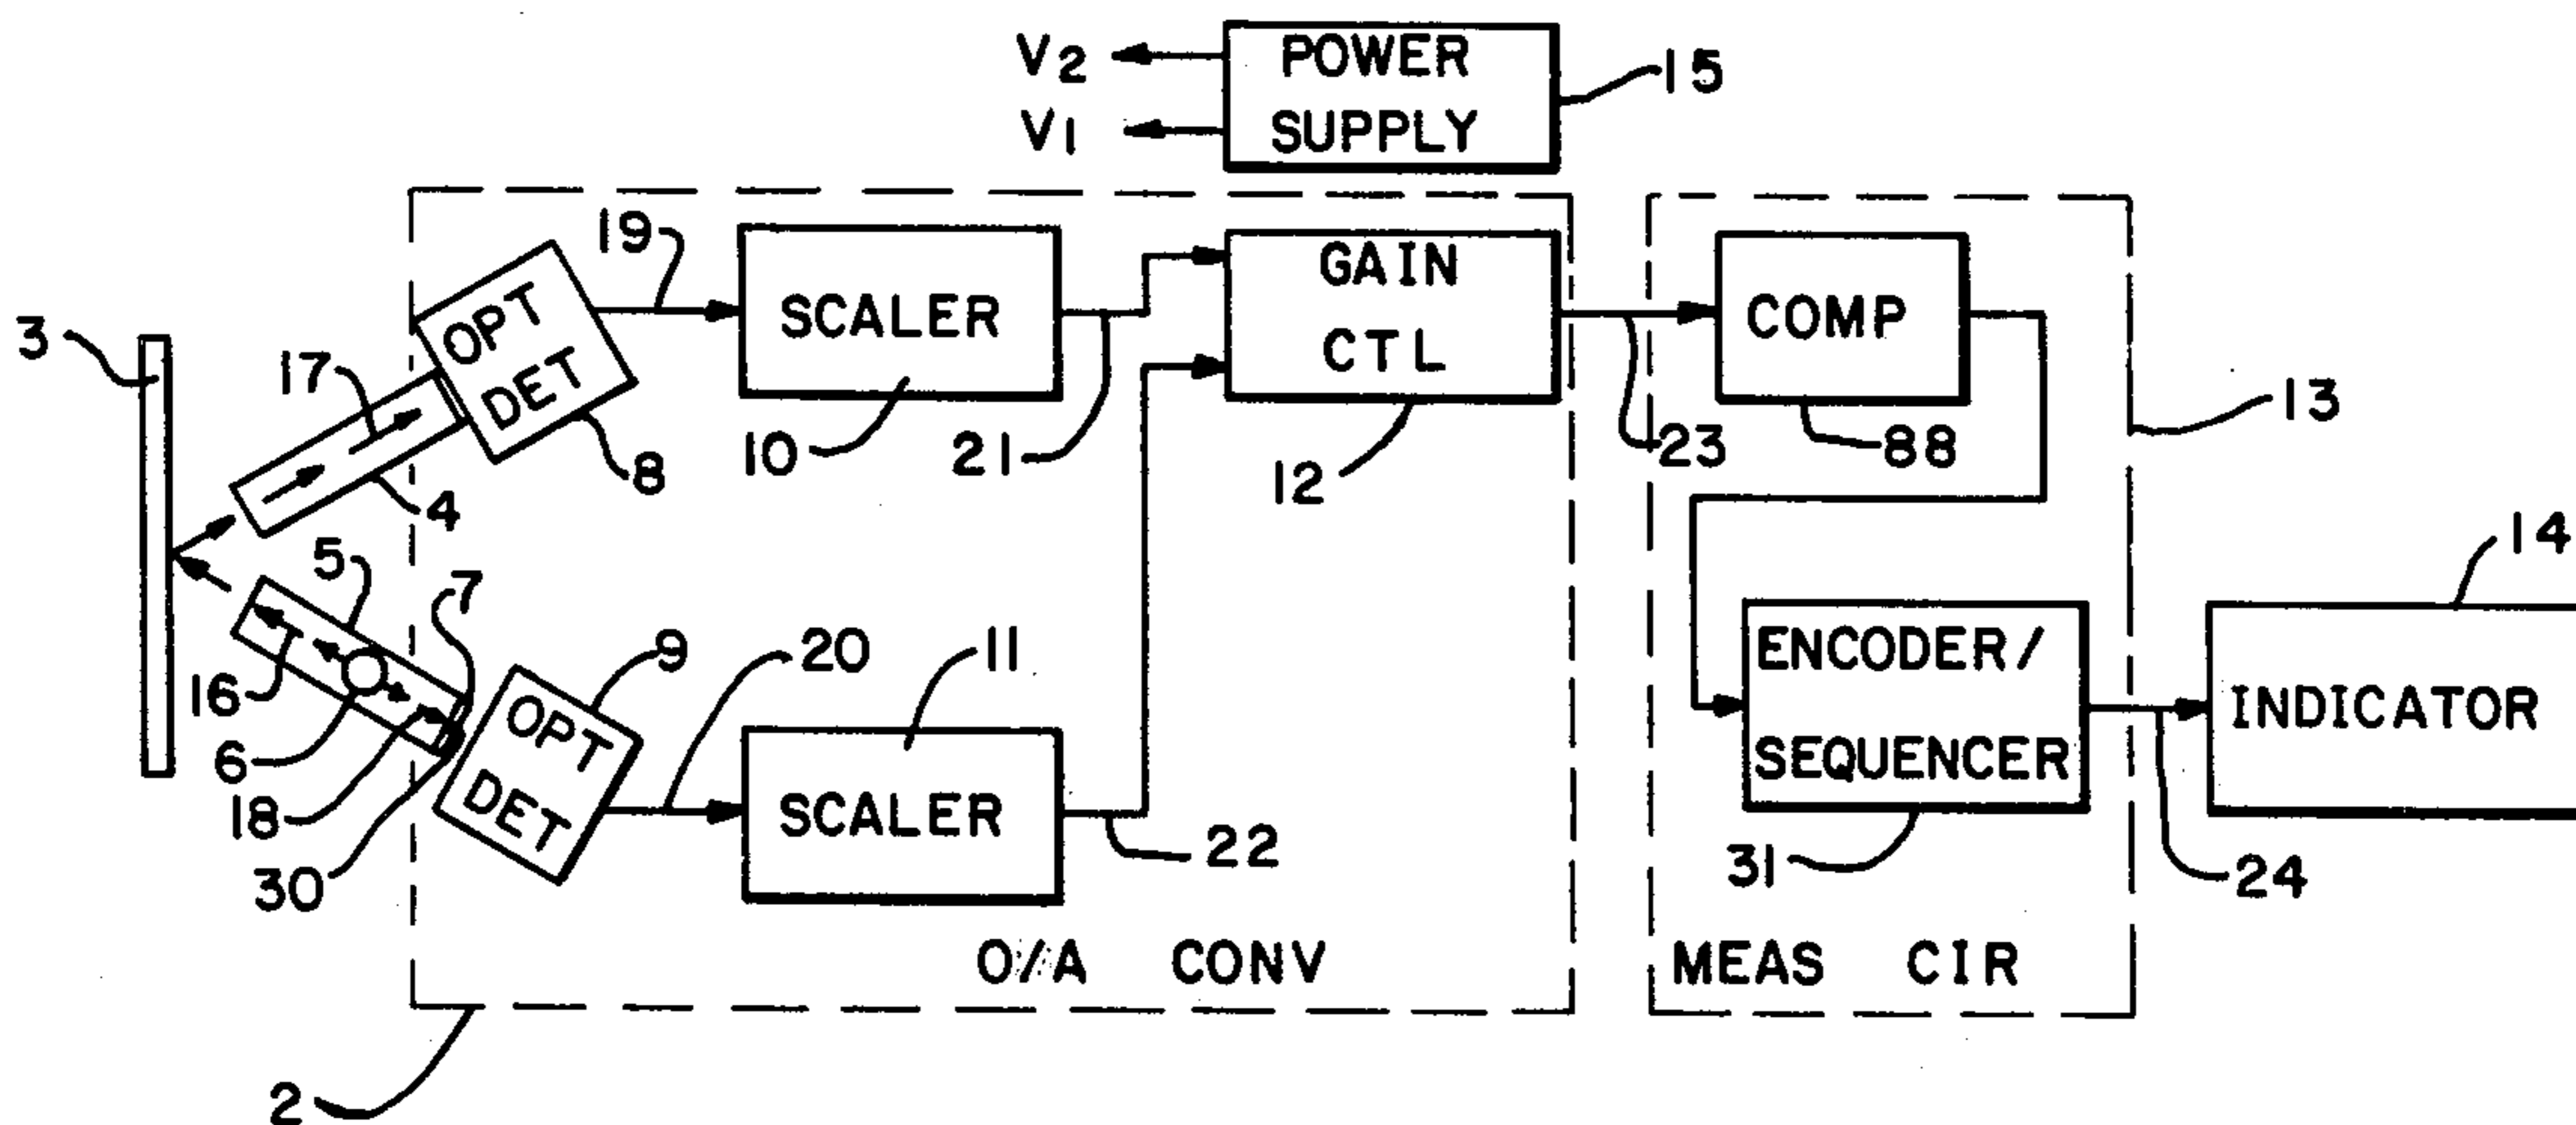 V2
POWER
SUPPLY
15
V1
19
OPT
DET
8
SCALER
10
21
GAIN
CTL
12
23
COMP
88
13
3
17
4
5
7
16
6
18
30
9
OPT
DET
20
11
SCALER
22
O/A CONV
2
ENCODER/
SEQUENCER
31
MEAS CIR
24
14
INDICATOR